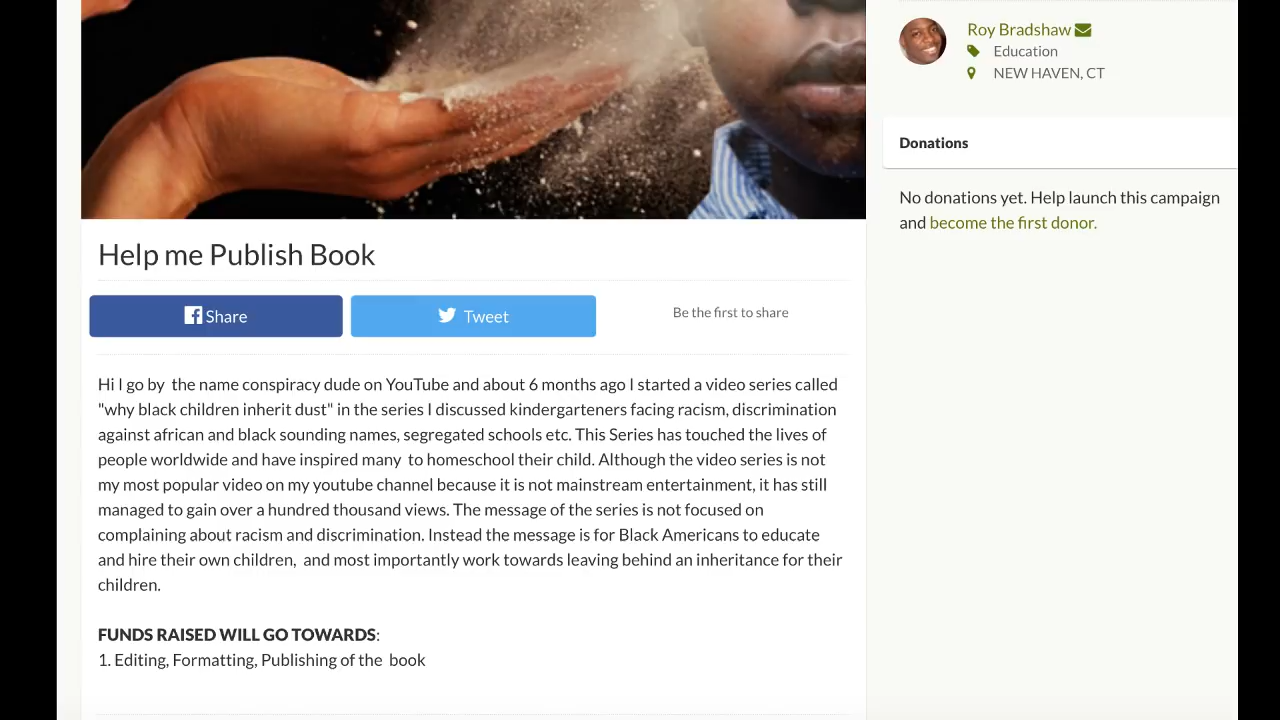 Roy Bradshaw
Education
NEW HAVEN, CT
Donations
No donations yet. Help launch this campaign
and become the first donor.
Help me Publish Book
Share
Tweet
Be the first to share
Hi I go by  the name conspiracy dude on YouTube and about 6 months ago I started a video series called
"why black children inherit dust" in the series I discussed kindergarteners facing racism, discrimination
against african and black sounding names, segregated schools etc. This Series has touched the lives of
people worldwide and have inspired many  to homeschool their child. Although the video series is not
my most popular video on my youtube channel because it is not mainstream entertainment, it has still
managed to gain over a hundred thousand views. The message of the series is not focused on
complaining about racism and discrimination. Instead the message is for Black Americans to educate
and hire their own children,  and most importantly work towards leaving behind an inheritance for their
children.
FUNDS RAISED WILL GO TOWARDS:
1. Editing, Formatting, Publishing of the  book